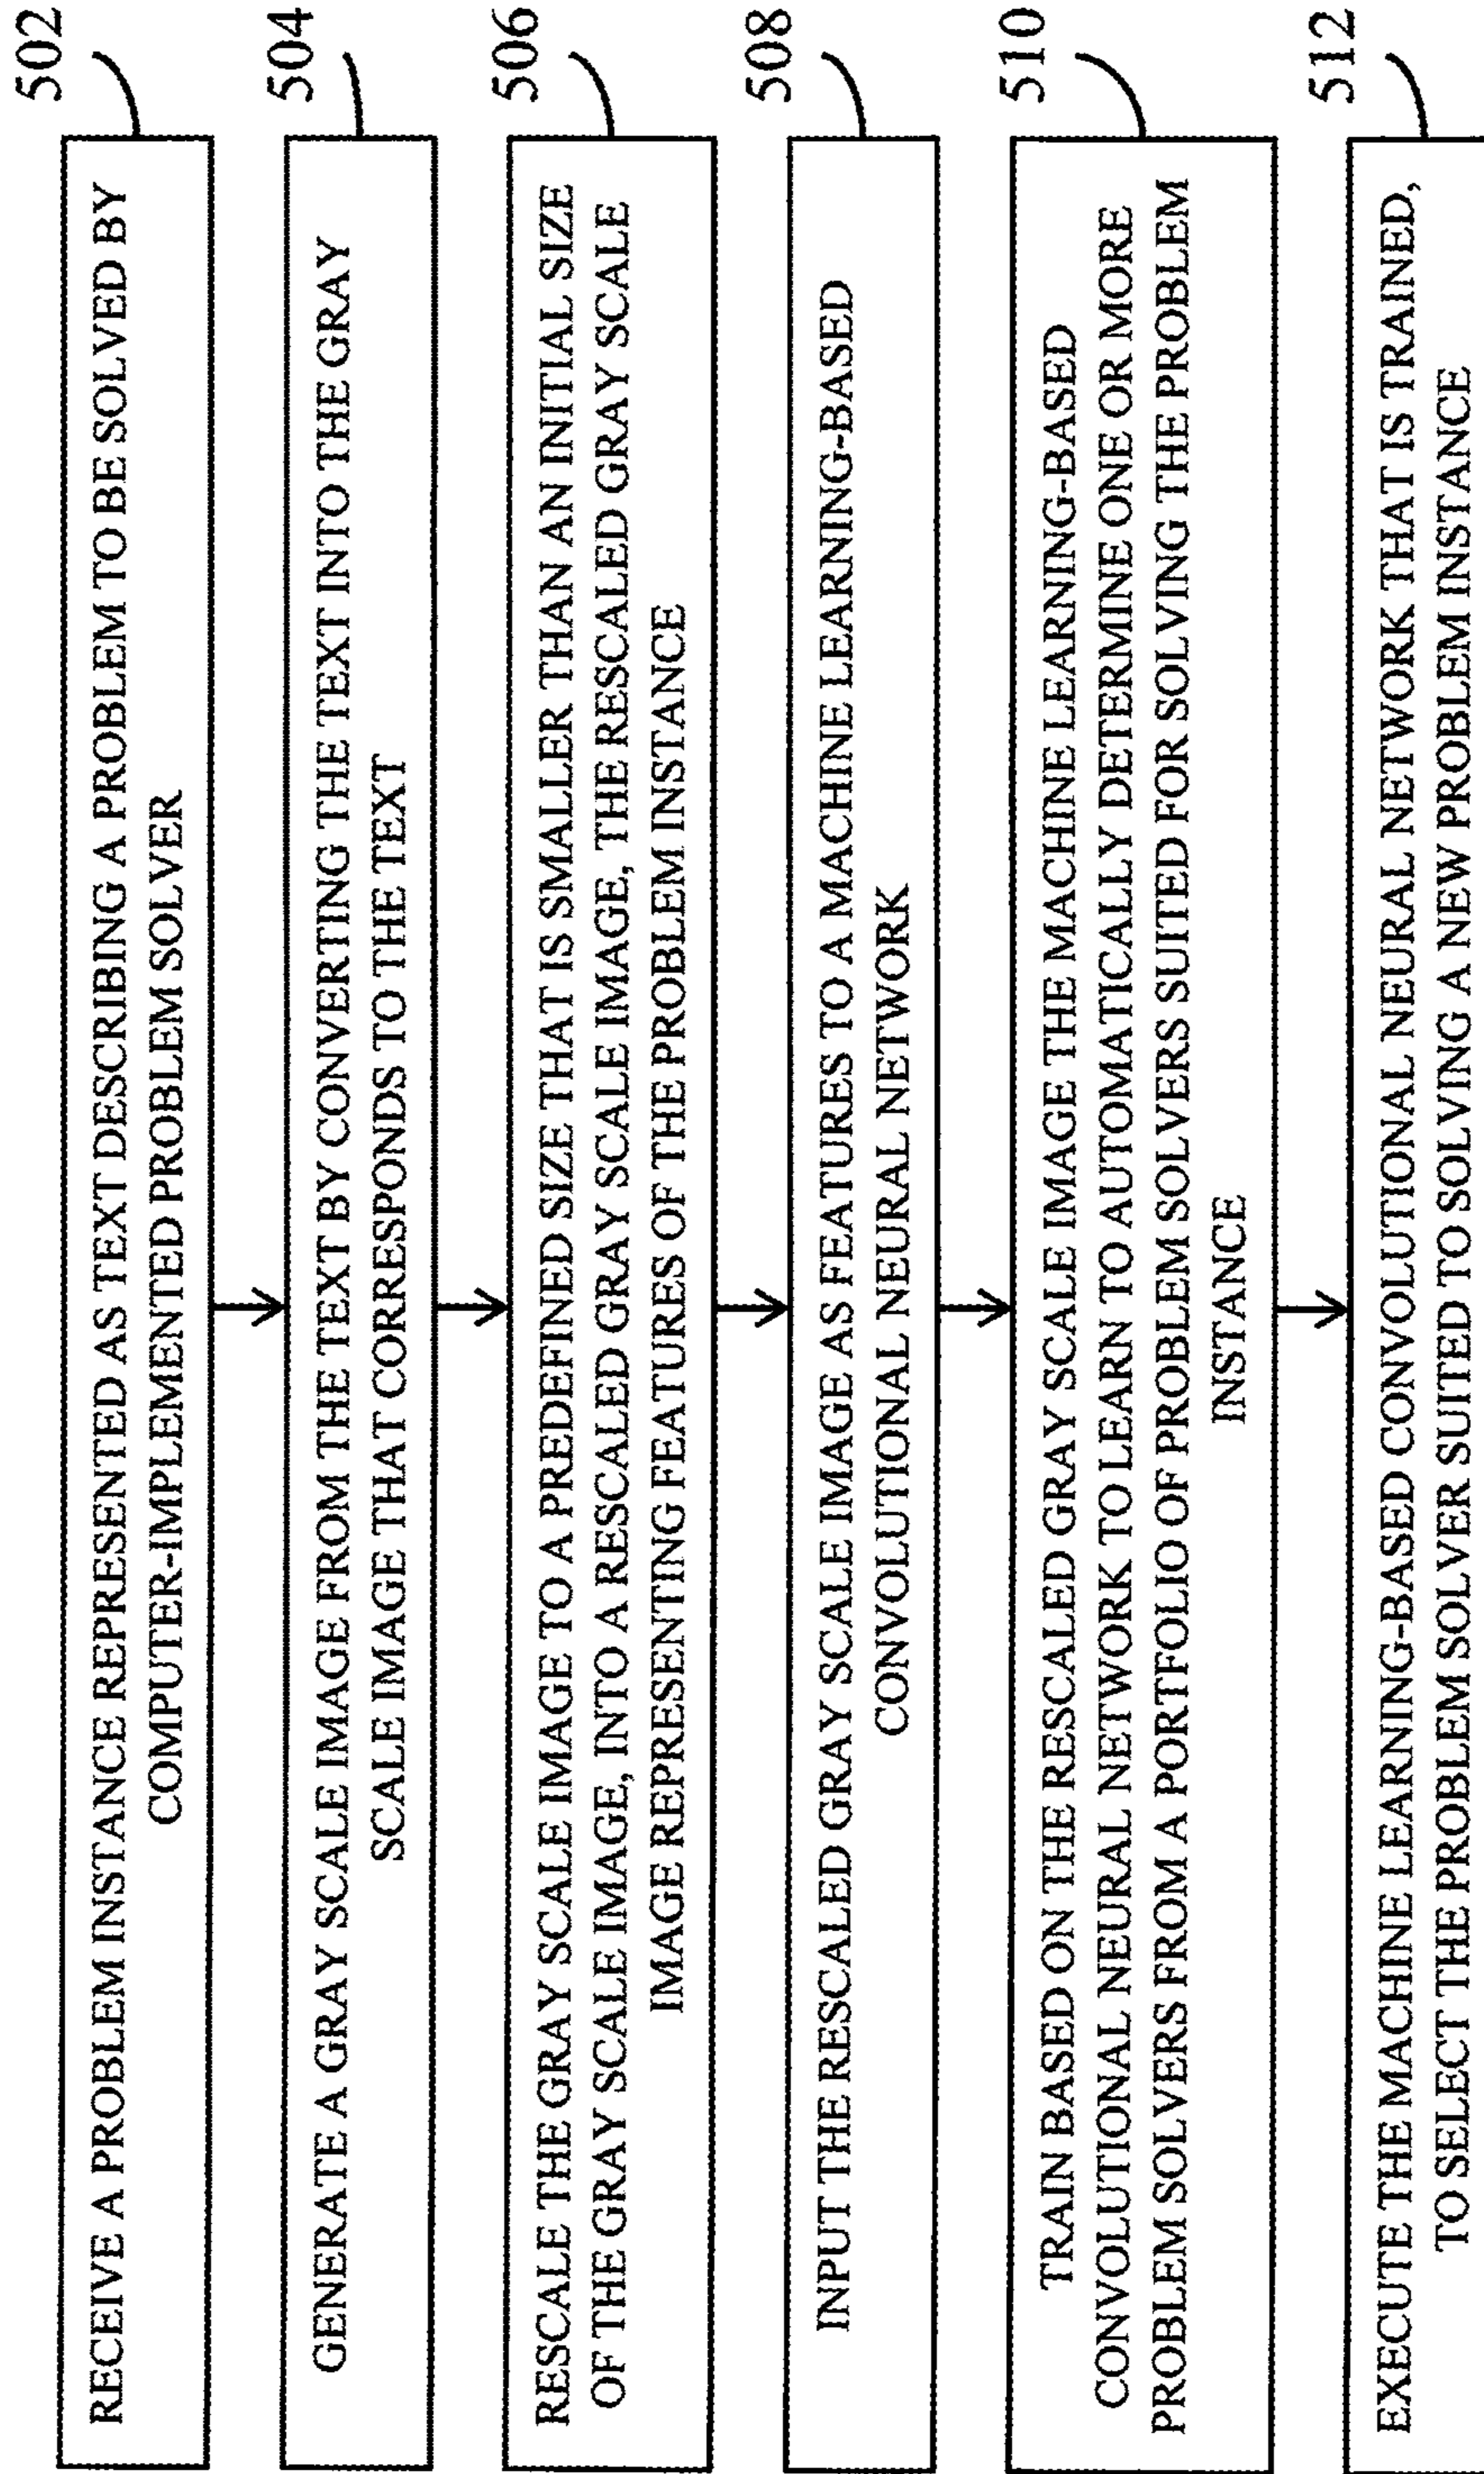 502
RECEIVE A PROBLEM INSTANCE REPRESENTED AS TEXT DESCRIBING A PROBLEM TO BE SOLVED BY
COMPUTER-IMPLEMENTED PROBLEM SOLVER
504
GENERATE A GRAY SCALE IMAGE FROM THE TEXT BY CONVERTING THE TEXT INTO THE GRAY
SCALE IMAGE THAT CORRESPONDS TO THE TEXT
506
RESCALE THE GRAY SCALE IMAGE TO A PREDEFINED SIZE THAT IS SMALLER THAN AN INITIAL SIZE
OF THE GRAY SCALE IMAGE, INTO A RESCALED GRAY SCALE IMAGE, THE RESCALED GRAY SCALE
IMAGE REPRESENTING FEATURES OF THE PROBLEM INSTANCE
508
INPUT THE RESCALED GRAY SCALE IMAGE AS FEATURES TO A MACHINE LEARNING-BASED
CONVOLUTIONAL NEURAL NETWORK
510
TRAIN BASED ON THE RESCALED GRAY SCALE IMAGE THE MACHINE LEARNING-BASED
CONVOLUTIONAL NEURAL NETWORK TO LEARN TO AUTOMATICALLY DETERMINE ONE OR MORE
PROBLEM SOLVERS FROM A PORTFOLIO OF PROBLEM SOLVERS SUITED FOR SOLVING THE PROBLEM
INSTANCE
512
EXECUTE THE MACHINE LEARNING-BASED CONVOLUTIONAL NEURAL NETWORK THAT IS TRAINED,
TO SELECT THE PROBLEM SOLVER SUITED TO SOLVING A NEW PROBLEM INSTANCE